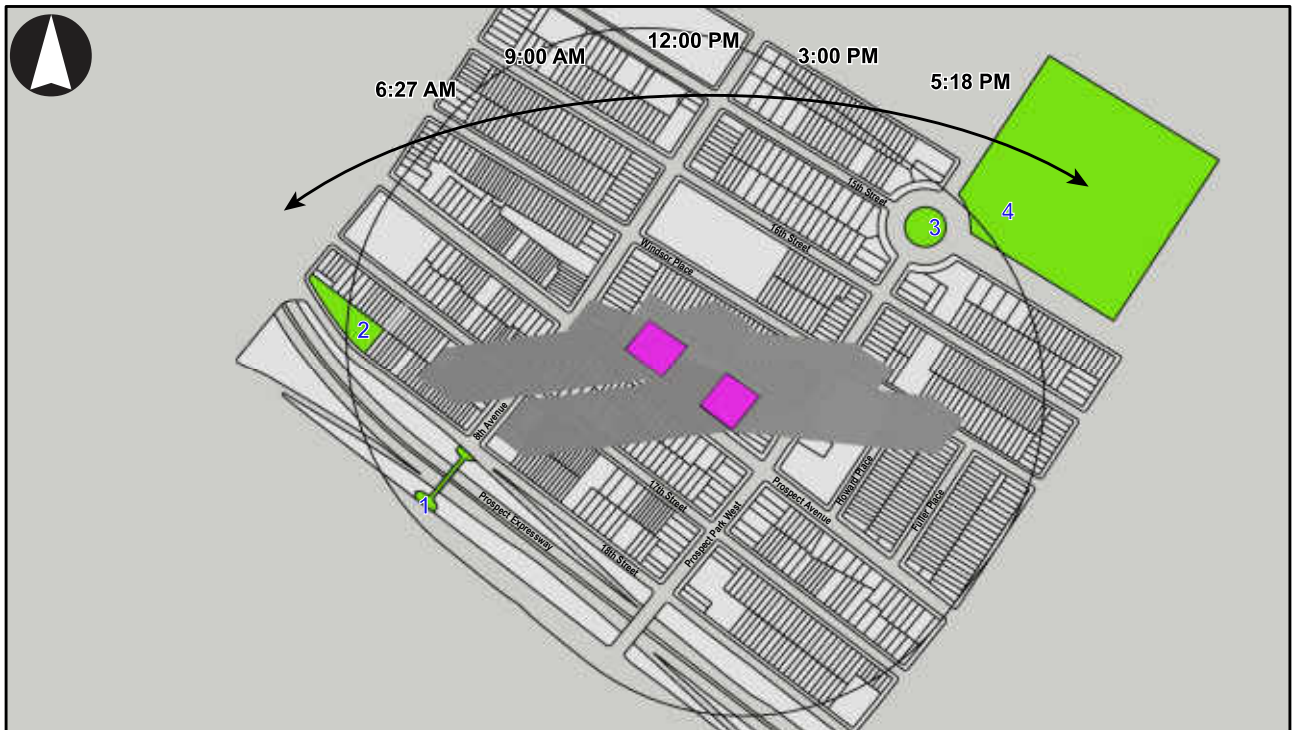 12:00 PM
9:00 AM
3:00 PM
5:18 PM
6:27 AM
15th Street
4
3
16th Street
Windsor Place
2
8th Avenue
17th Street
Howard Place
Prospect Avenue
Fuller Place
1
Prospect Expressway
Prospect Park West
18th Street